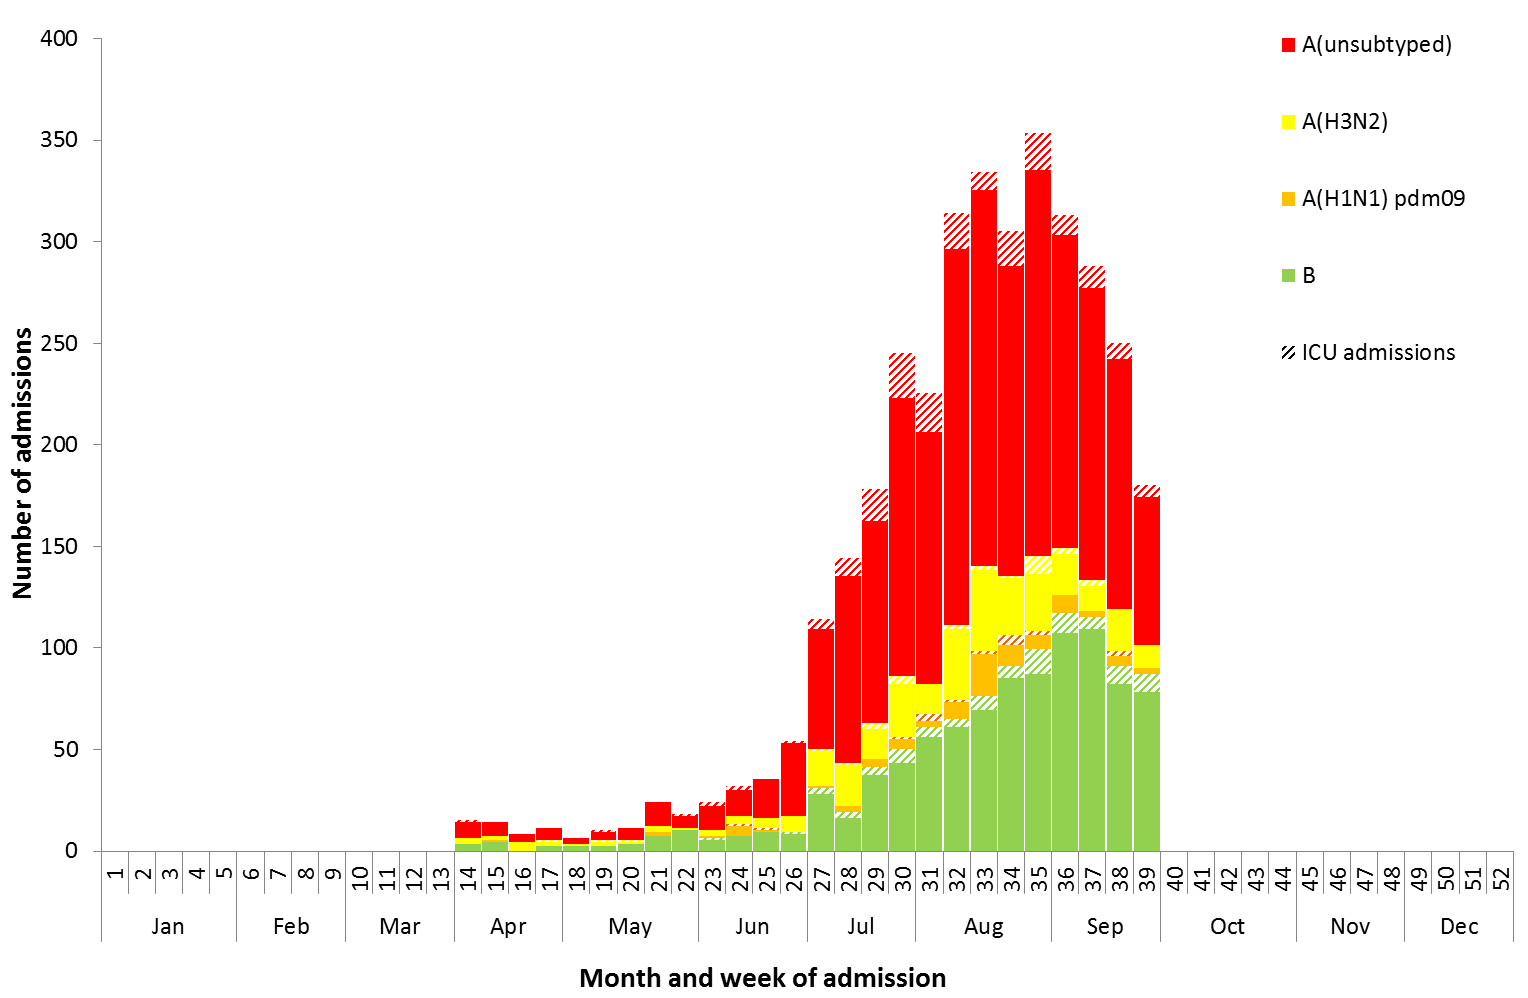 400
350
300
250
200
150
100
50
0
Number of admissions
A(unsubtyped)
A(H3N2)
A(H1N1) pdm09
B
ICU admissions
1 2 3 4 5 6 7 8 9 10 11 12 13 14 15 16 17 18 19 20 21 22 23 24 25 26 27 28 29 30 31 32 33 34 35 36 37 38 39 40 41 42 43 44 45 46 47 48 49 50 51 52
Jan Feb Mar Apr May Jun Jul Aug Sep Oct Nov Dec
Month and week of admission